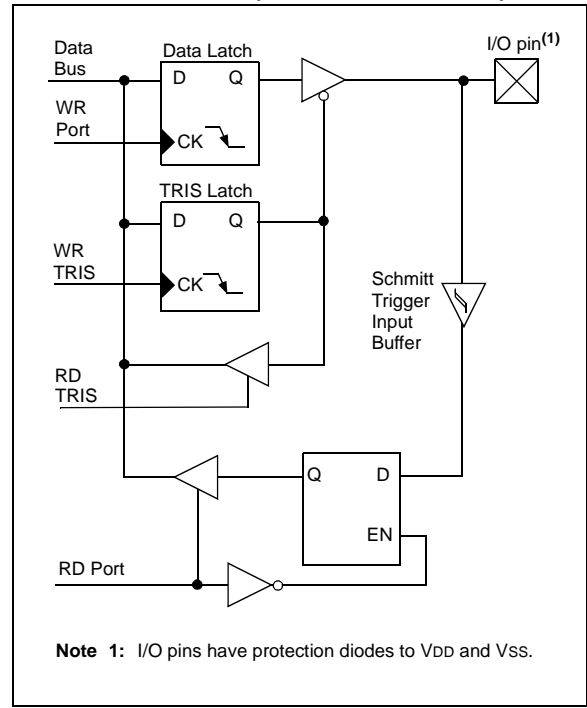 Data
Bus
Data Latch
I/O pin(1)
D Q
WR
Port
CK
TRIS Latch
D Q
WR
TRIS
CK
Schmitt
Trigger
Input
Buffer
RD
TRIS
Q D
EN
RD Port
Note 1: I/O pins have protection diodes to VDD and VSS.